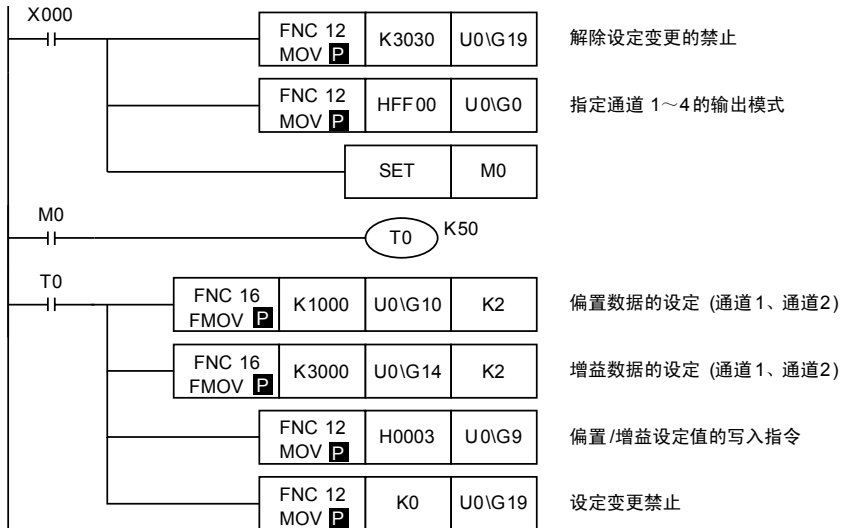 X000
FNC 12
MOV P
K3030
U0\G19
解除设定变更的禁止
FNC 12
MOV P
HFF00
U0\G0
指定通道 1～4的输出模式
SET
M0
M0
T0
K50
T0
FNC 16
FMOV P
K1000
U0\G10
K2
偏置数据的设定 (通道1、通道2)
FNC 16
FMOV P
K3000
U0\G14
K2
增益数据的设定 (通道1、通道2)
FNC 12
MOV P
H0003
U0\G9
偏置/增益设定值的写入指令
FNC 12
MOV P
K0
U0\G19
设定变更禁止